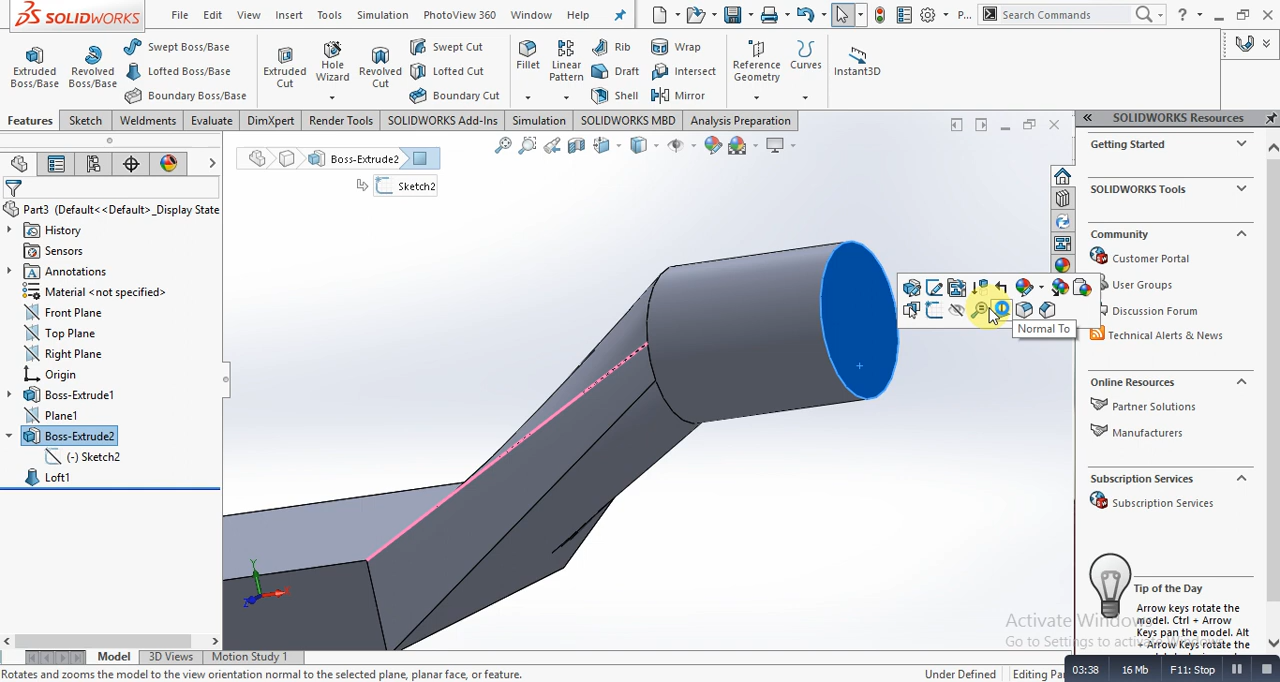 SOLIDWORKS
File Edit View Insert Tools Simulation PhotoView 360 Window Help
P...
Search Commands
Extruded Boss/Base
Revolved Boss/Base
Swept Boss/Base
Lofted Boss/Base
Boundary Boss/Base
Extruded Cut
Hole Wizard
Revolved Cut
Swept Cut
Lofted Cut
Boundary Cut
Fillet
Linear Pattern
Rib
Draft
Shell
Wrap
Intersect
Mirror
Reference Geometry
Curves
Instant3D
Features Sketch Weldments Evaluate DimXpert Render Tools SOLIDWORKS Add-Ins Simulation SOLIDWORKS MBD Analysis Preparation
Part3 (Default<<Default>_Display State
History
Sensors
Annotations
Material <not specified>
Front Plane
Top Plane
Right Plane
Origin
Boss-Extrude1
Plane1
Boss-Extrude2
(-) Sketch2
Loft1
Boss-Extrude2
Sketch2
Normal To
Y
SOLIDWORKS Resources
Getting Started
SOLIDWORKS Tools
Community
Customer Portal
User Groups
Discussion Forum
Technical Alerts & News
Online Resources
Partner Solutions
Manufacturers
Subscription Services
Subscription Services
Tip of the Day
Arrow keys rotate the
model. Ctrl + Arrow
Keys pan the model. Alt
+ Arrow Keys rotate the
Activate Windows
Go to Settings to activate
Model 3D Views Motion Study 1
Rotates and zooms the model to the view orientation normal to the selected plane, planar face, or feature.
Under Defined
Editing Pa
03:38 16 Mb F11: Stop